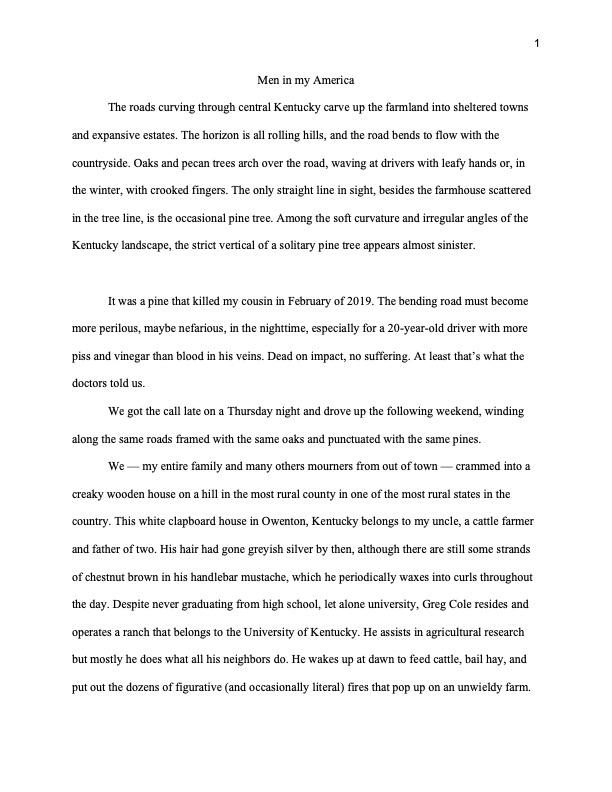 1
Men in my America
The roads curving through central Kentucky carve up the farmland into sheltered towns
and expansive estates. The horizon is all rolling hills, and the road bends to flow with the
countryside. Oaks and pecan trees arch over the road, waving at drivers with leafy hands or, in
the winter, with crooked fingers. The only straight line in sight, besides the farmhouse scattered
in the tree line, is the occasional pine tree. Among the soft curvature and irregular angles of the
Kentucky landscape, the strict vertical of a solitary pine tree appears almost sinister.
It was a pine that killed my cousin in February of 2019. The bending road must become
more perilous, maybe nefarious, in the nighttime, especially for a 20-year-old driver with more
piss and vinegar than blood in his veins. Dead on impact, no suffering. At least that’s what the
doctors told us.
We got the call late on a Thursday night and drove up the following weekend, winding
along the same roads framed with the same oaks and punctuated with the same pines.
We — my entire family and many others mourners from out of town — crammed into a
creaky wooden house on a hill in the most rural county in one of the most rural states in the
country. This white clapboard house in Owenton, Kentucky belongs to my uncle, a cattle farmer
and father of two. His hair had gone greyish silver by then, although there are still some strands
of chestnut brown in his handlebar mustache, which he periodically waxes into curls throughout
the day. Despite never graduating from high school, let alone university, Greg Cole resides and
operates a ranch that belongs to the University of Kentucky. He assists in agricultural research
but mostly he does what all his neighbors do. He wakes up at dawn to feed cattle, bail hay, and
put out the dozens of figurative (and occasionally literal) fires that pop up on an unwieldy farm.